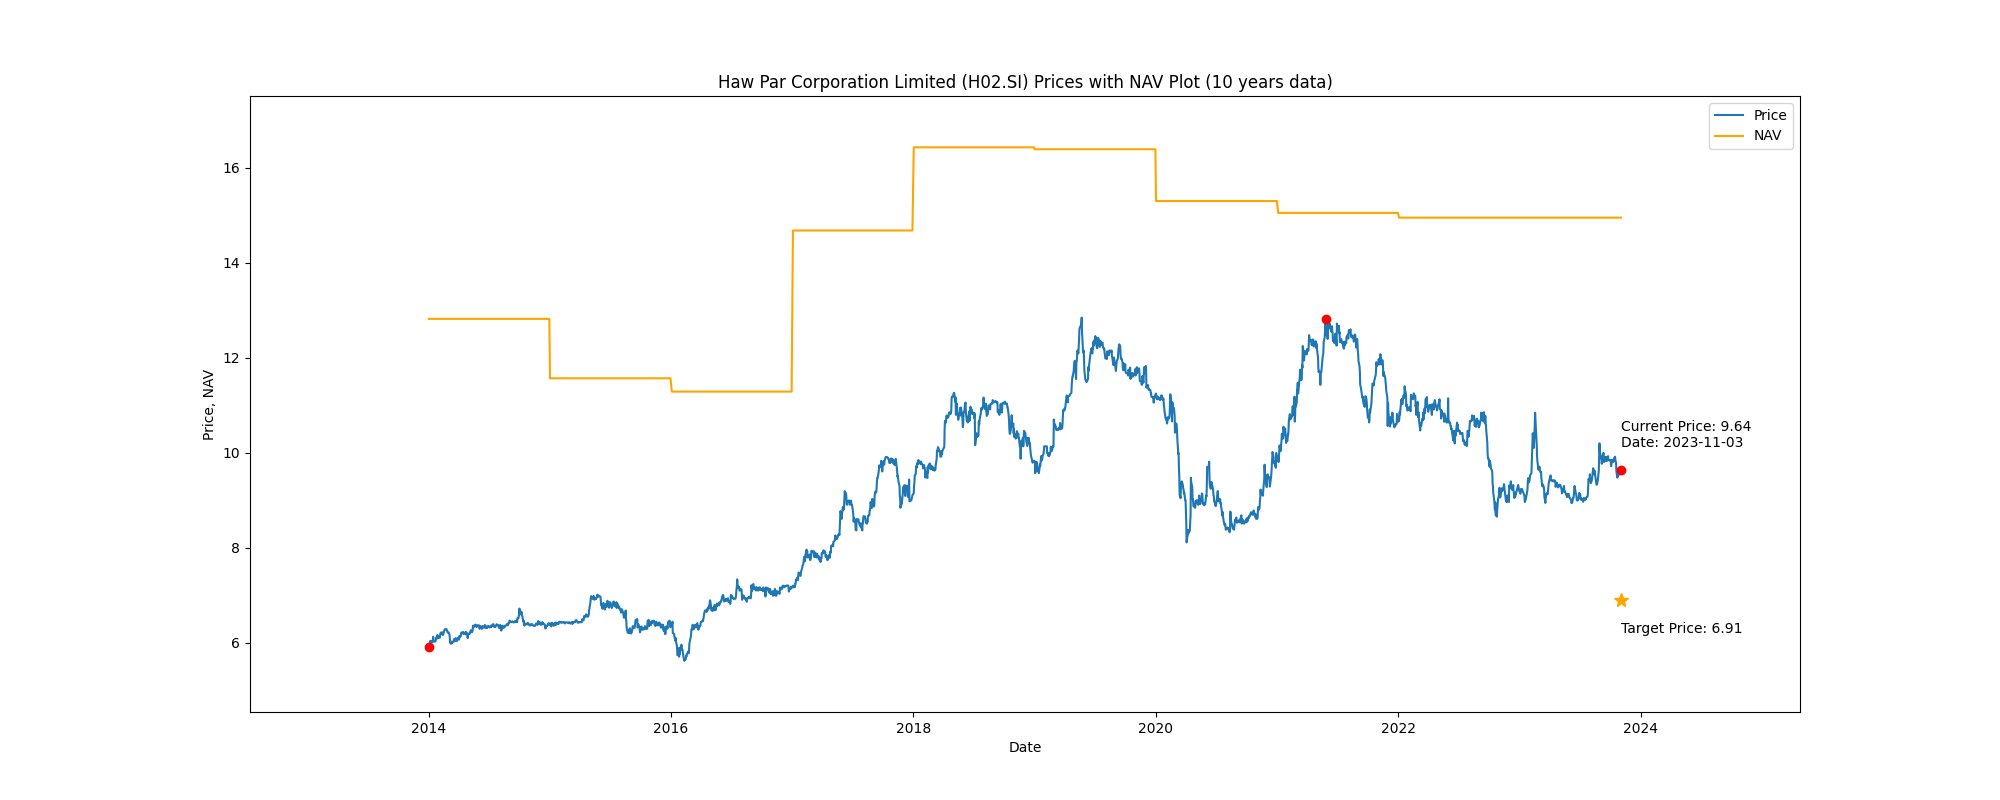 Haw Par Corporation Limited (H02.SI) Prices with NAV Plot (10 years data)
Price
NAV
16
14
12
10
8
6
Price, NAV
Current Price: 9.64
Date: 2023-11-03
Target Price: 6.91
2014
2016
2018
2020
2022
2024
Date